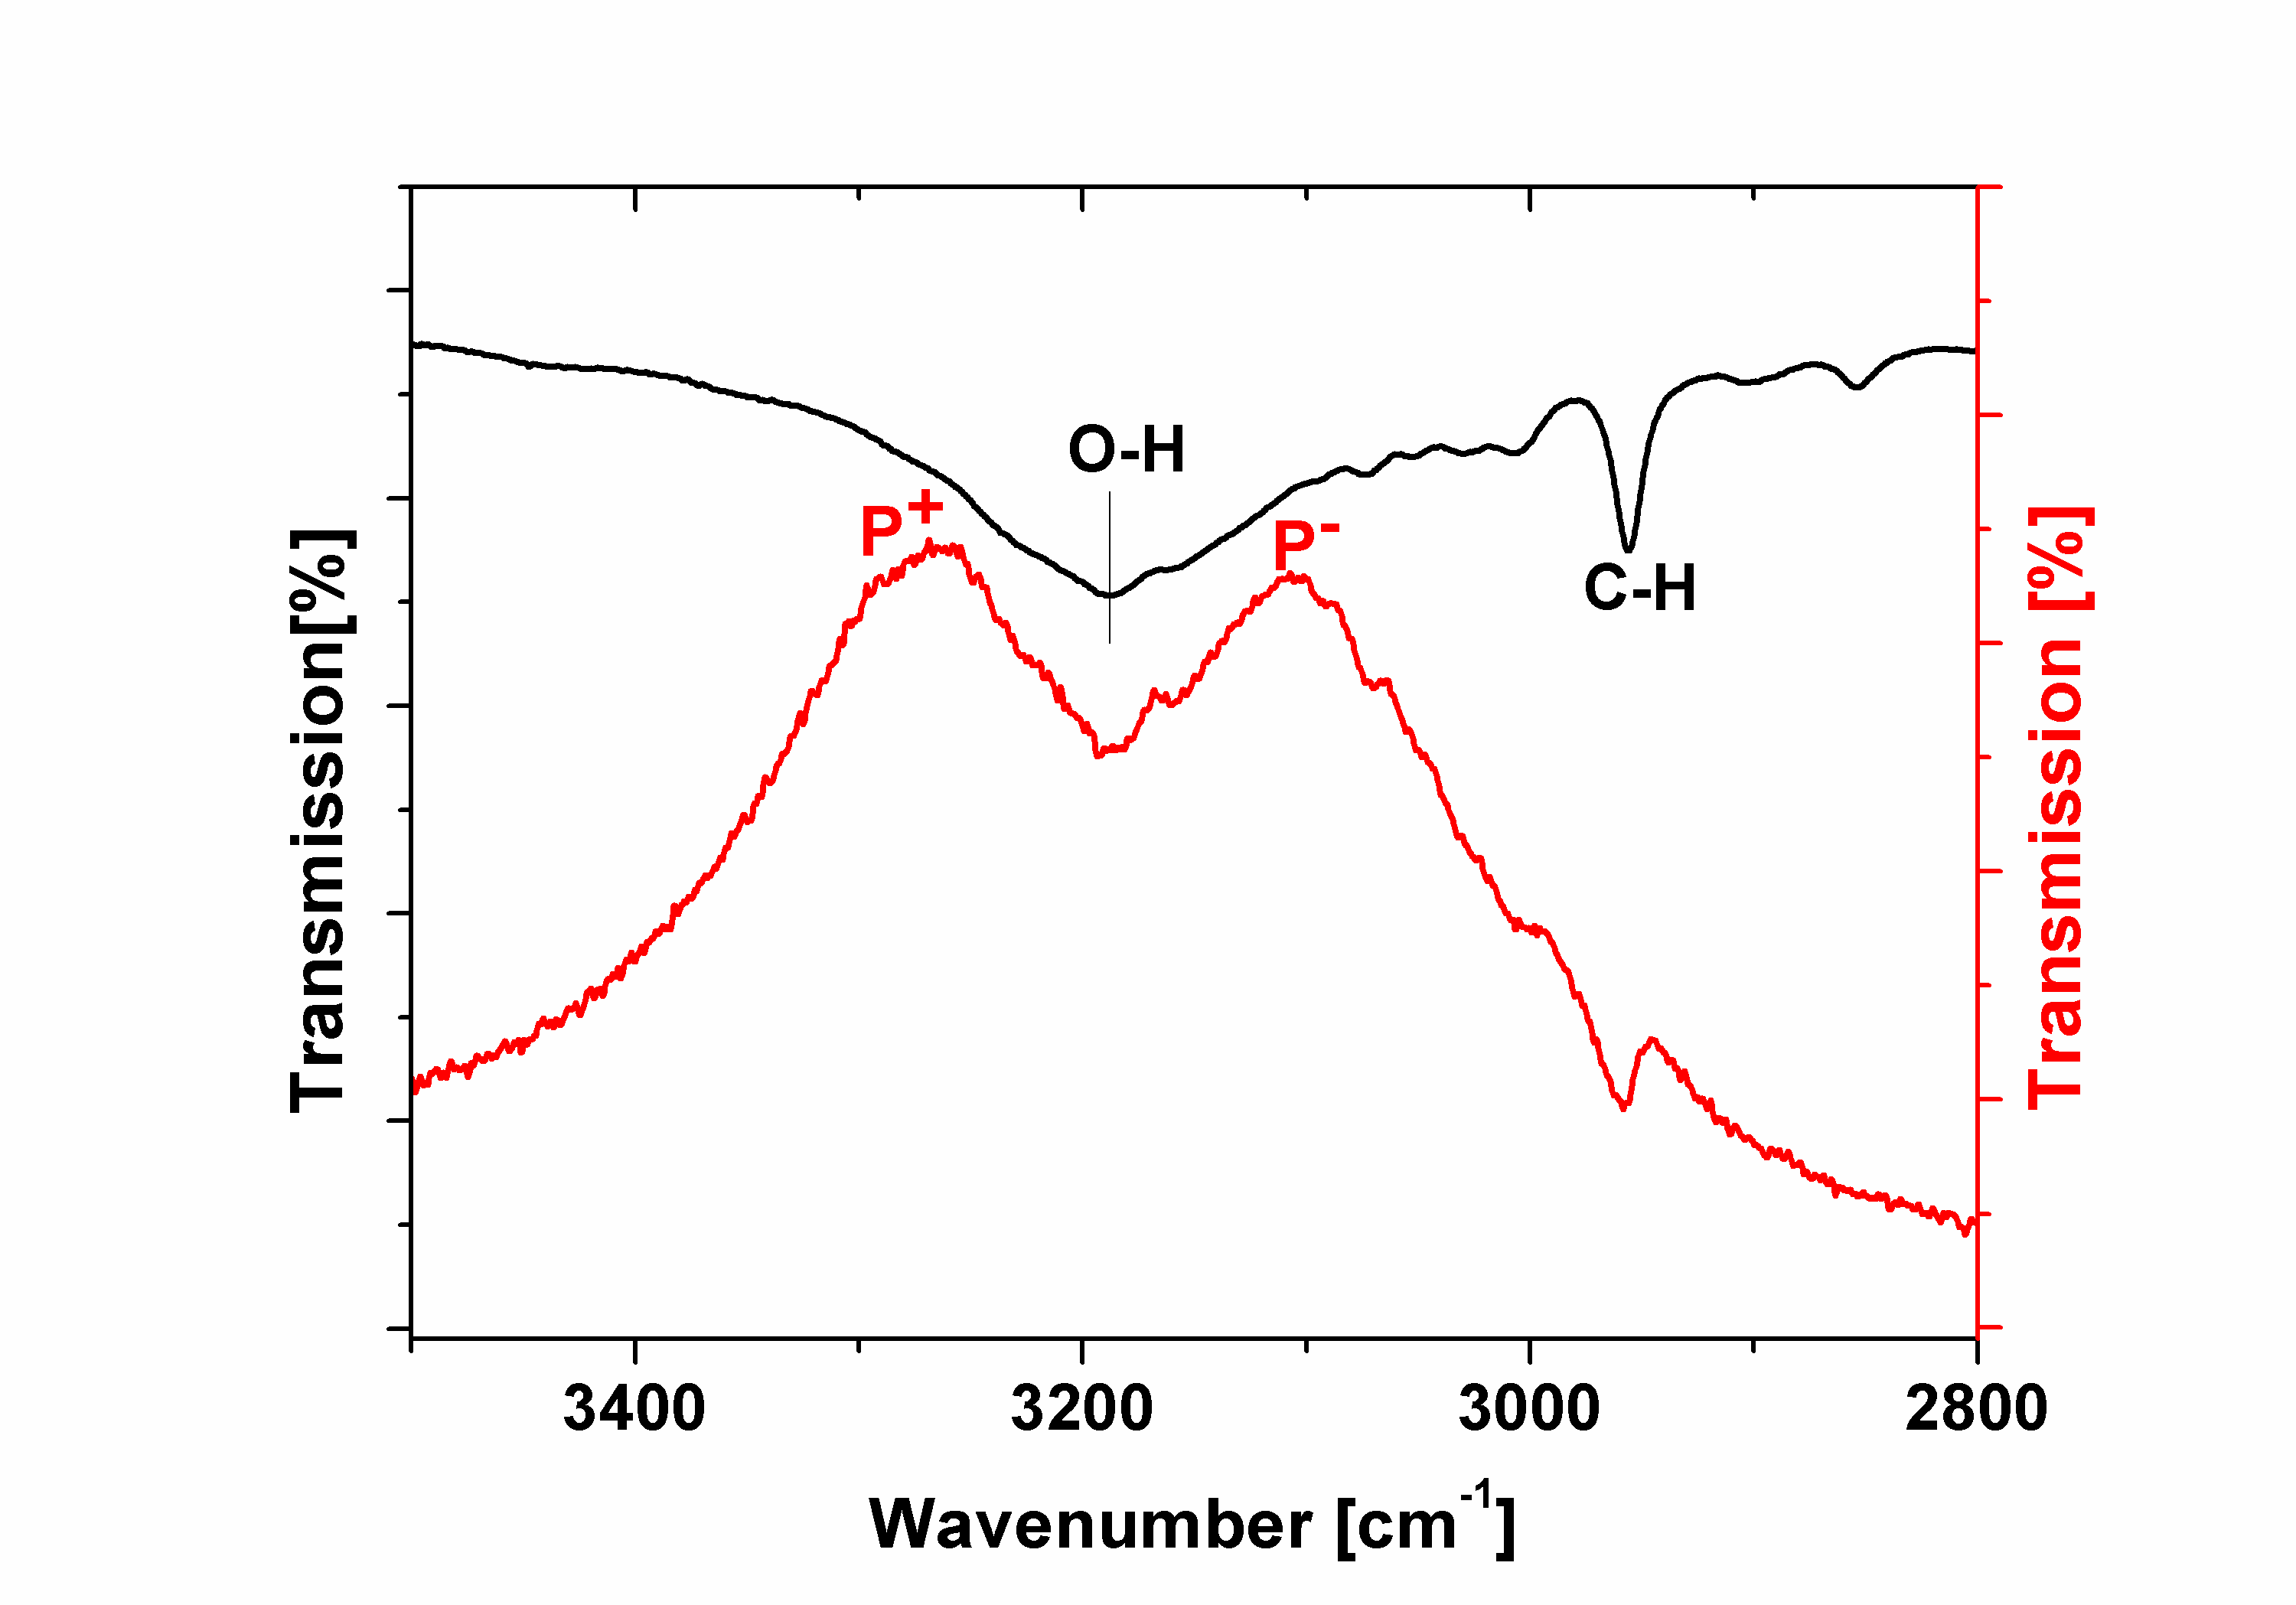 O-H
P+
P-
C-H
Transmission[%]
Transmission [%]
3400
3200
3000
2800
Wavenumber [cm-1]